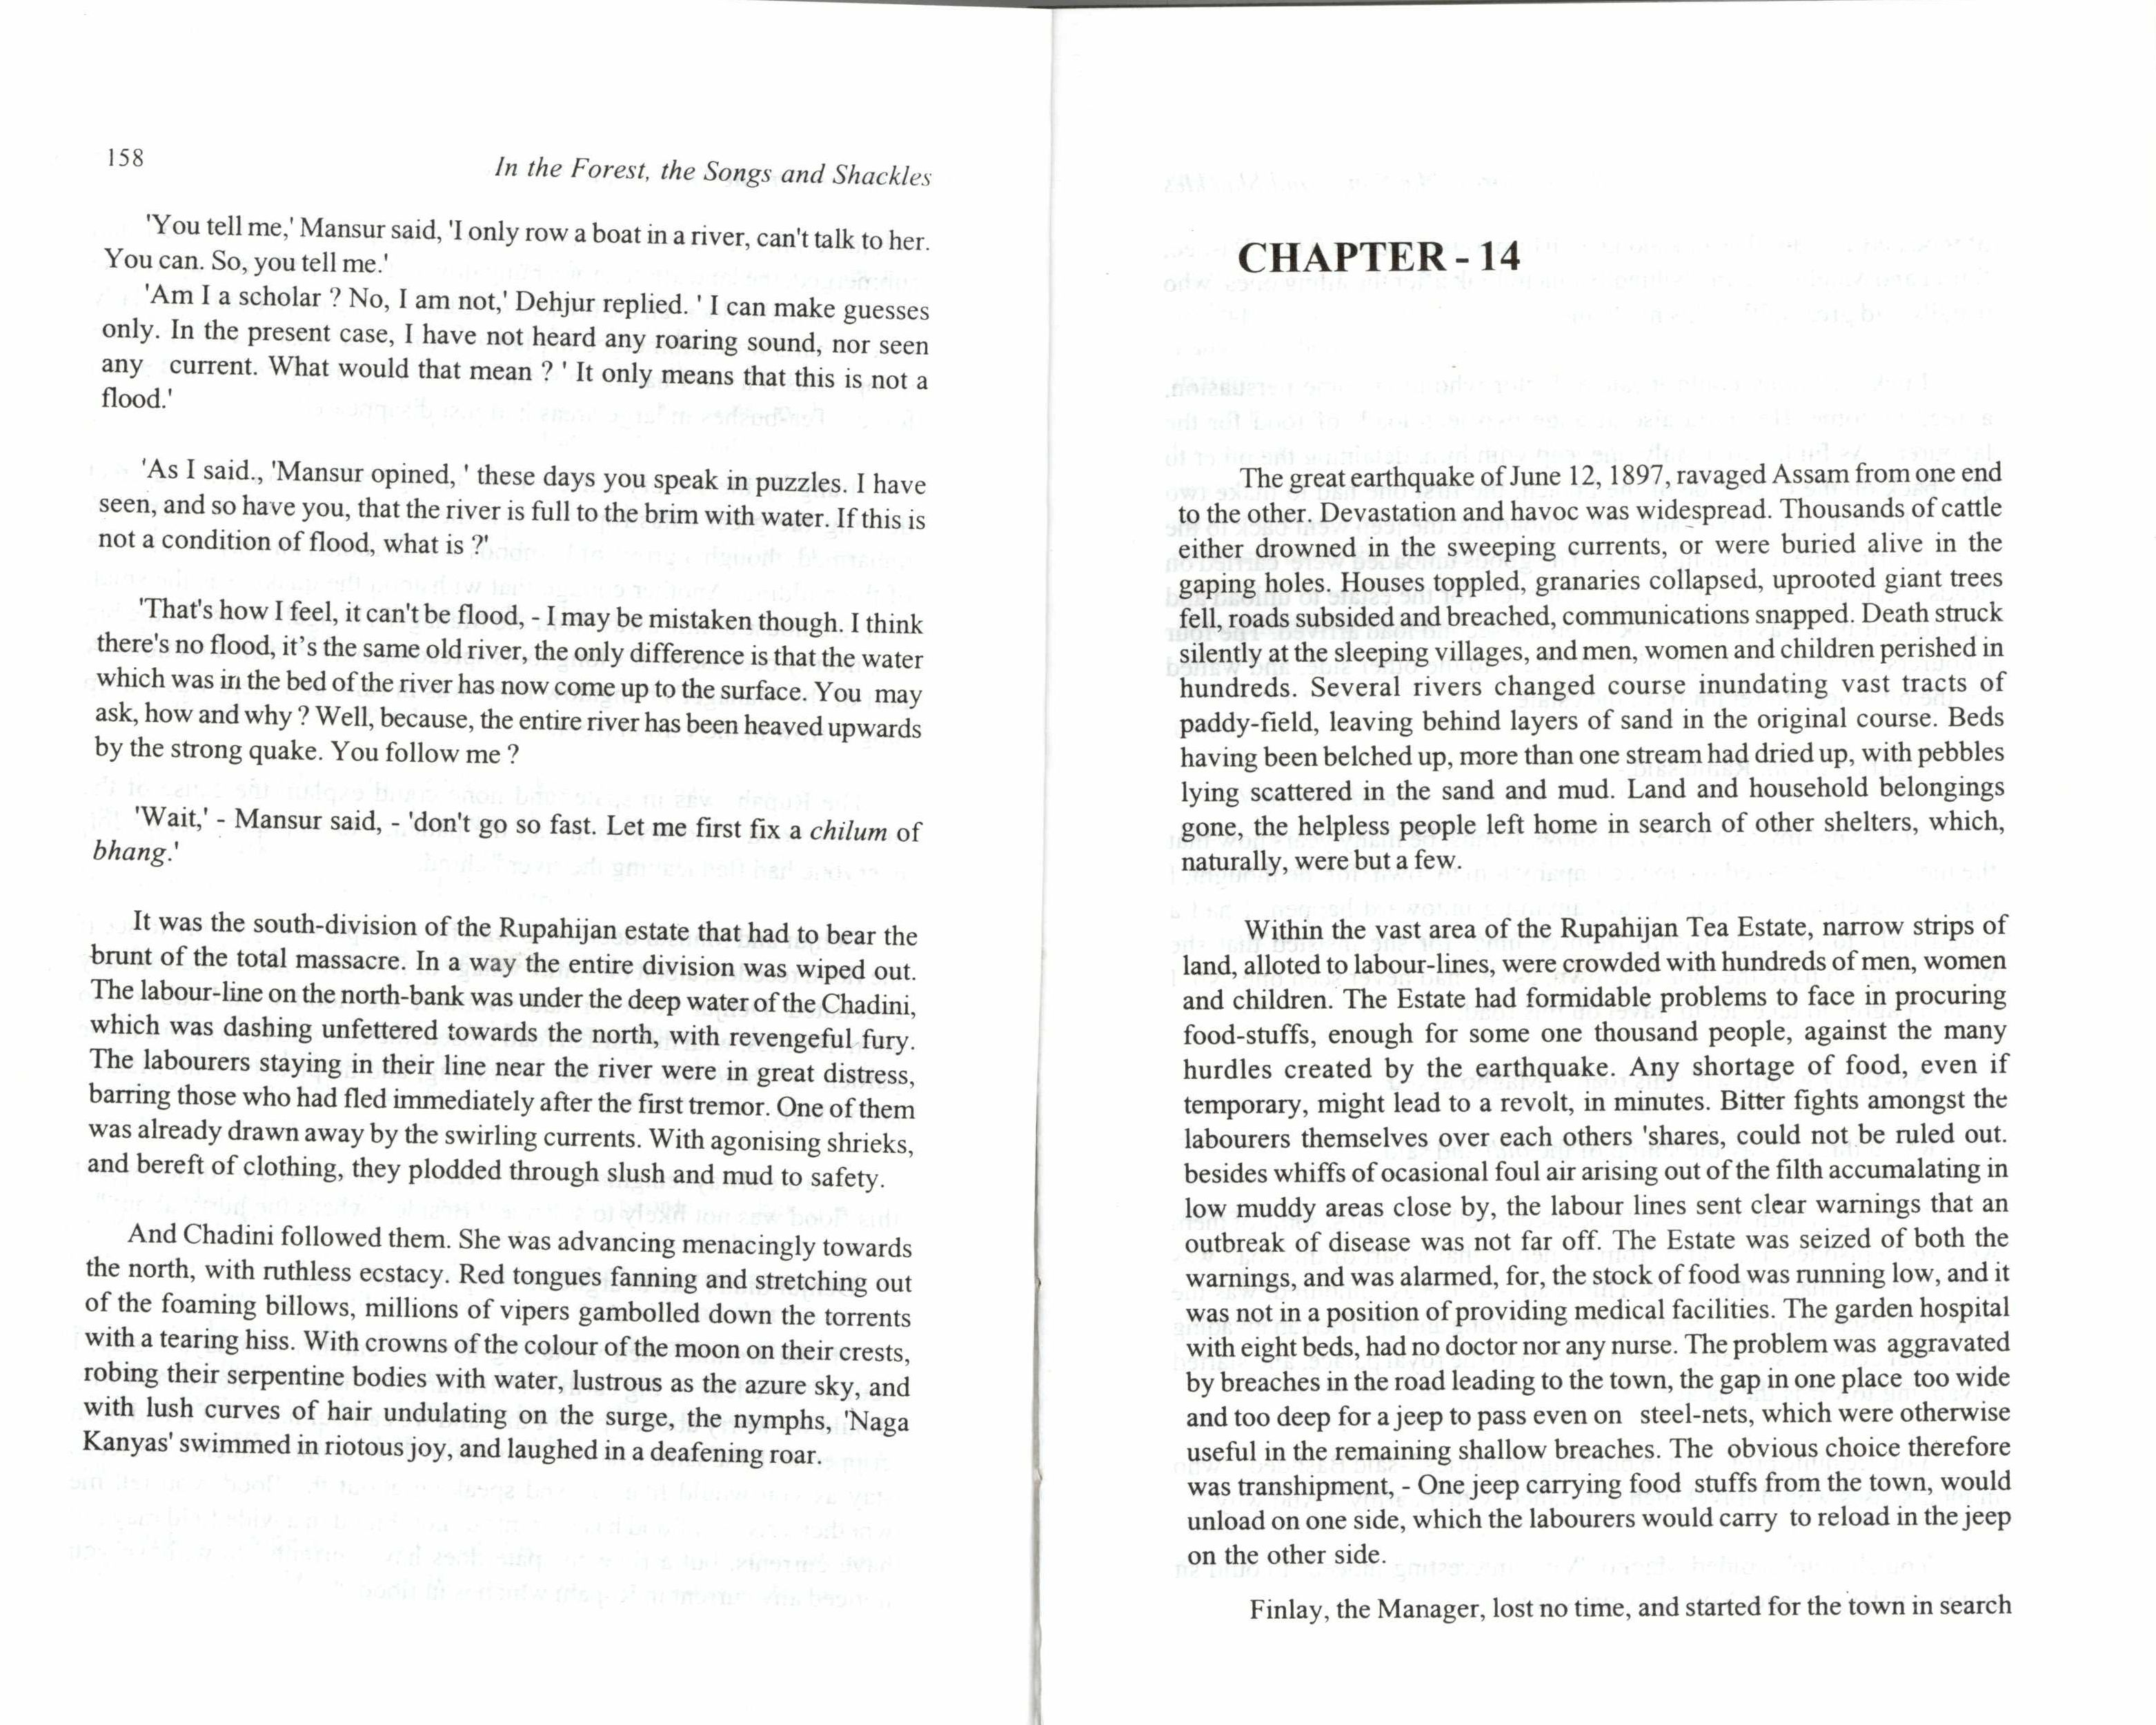 158
In the Forest, the Songs and Shackles
'You tell me,' Mansur said, 'I only row a boat in a river, can't talk to her.
You can. So, you tell me.'
'Am I a scholar ? No, I am not,' Dehjur replied. ' I can make guesses
only. In the present case, I have not heard any roaring sound, nor seen
any current. What would that mean ? ' It only means that this is not a
flood.'
'As I said., 'Mansur opined, ' these days you speak in puzzles. I have
seen, and so have you, that the river is full to the brim with water. If this is
not a condition of flood, what is ?'
'That's how I feel, it can't be flood, - I may be mistaken though. I think
there's no flood, it's the same old river, the only difference is that the water
which was in the bed of the river has now come up to the surface. You may
ask, how and why ? Well, because, the entire river has been heaved upwards
by the strong quake. You follow me ?
'Wait,' - Mansur said, - 'don't go so fast. Let me first fix a chilum of
bhang.'
It was the south-division of the Rupahijan estate that had to bear the
brunt of the total massacre. In a way the entire division was wiped out.
The labour-line on the north-bank was under the deep water of the Chadini,
which was dashing unfettered towards the north, with revengeful fury.
The labourers staying in their line near the river were in great distress,
barring those who had fled immediately after the first tremor. One of them
was already drawn away by the swirling currents. With agonising shrieks,
and bereft of clothing, they plodded through slush and mud to safety.
And Chadini followed them. She was advancing menacingly towards
the north, with ruthless ecstacy. Red tongues fanning and stretching out
of the foaming billows, millions of vipers gambolled down the torrents
with a tearing hiss. With crowns of the colour of the moon on their crests,
robing their serpentine bodies with water, lustrous as the azure sky, and
with lush curves of hair undulating on the surge, the nymphs, 'Naga
Kanyas' swimmed in riotous joy, and laughed in a deafening roar.
CHAPTER - 14
The great earthquake of June 12, 1897, ravaged Assam from one end
to the other. Devastation and havoc was widespread. Thousands of cattle
either drowned in the sweeping currents, or were buried alive in the
gaping holes. Houses toppled, granaries collapsed, uprooted giant trees
fell, roads subsided and breached, communications snapped. Death struck
silently at the sleeping villages, and men, women and children perished in
hundreds. Several rivers changed course inundating vast tracts of
paddy-field, leaving behind layers of sand in the original course. Beds
having been belched up, more than one stream had dried up, with pebbles
lying scattered in the sand and mud. Land and household belongings
gone, the helpless people left home in search of other shelters, which,
naturally, were but a few.
Within the vast area of the Rupahijan Tea Estate, narrow strips of
land, alloted to labour-lines, were crowded with hundreds of men, women
and children. The Estate had formidable problems to face in procuring
food-stuffs, enough for some one thousand people, against the many
hurdles created by the earthquake. Any shortage of food, even if
temporary, might lead to a revolt, in minutes. Bitter fights amongst the
labourers themselves over each others 'shares, could not be ruled out.
besides whiffs of ocasional foul air arising out of the filth accumalating in
low muddy areas close by, the labour lines sent clear warnings that an
outbreak of disease was not far off. The Estate was seized of both the
warnings, and was alarmed, for, the stock of food was running low, and it
was not in a position of providing medical facilities. The garden hospital
with eight beds, had no doctor nor any nurse. The problem was aggravated
by breaches in the road leading to the town, the gap in one place too wide
and too deep for a jeep to pass even on steel-nets, which were otherwise
useful in the remaining shallow breaches. The obvious choice therefore
was transhipment, - One jeep carrying food stuffs from the town, would
unload on one side, which the labourers would carry to reload in the jeep
on the other side.
Finlay, the Manager, lost no time, and started for the town in search